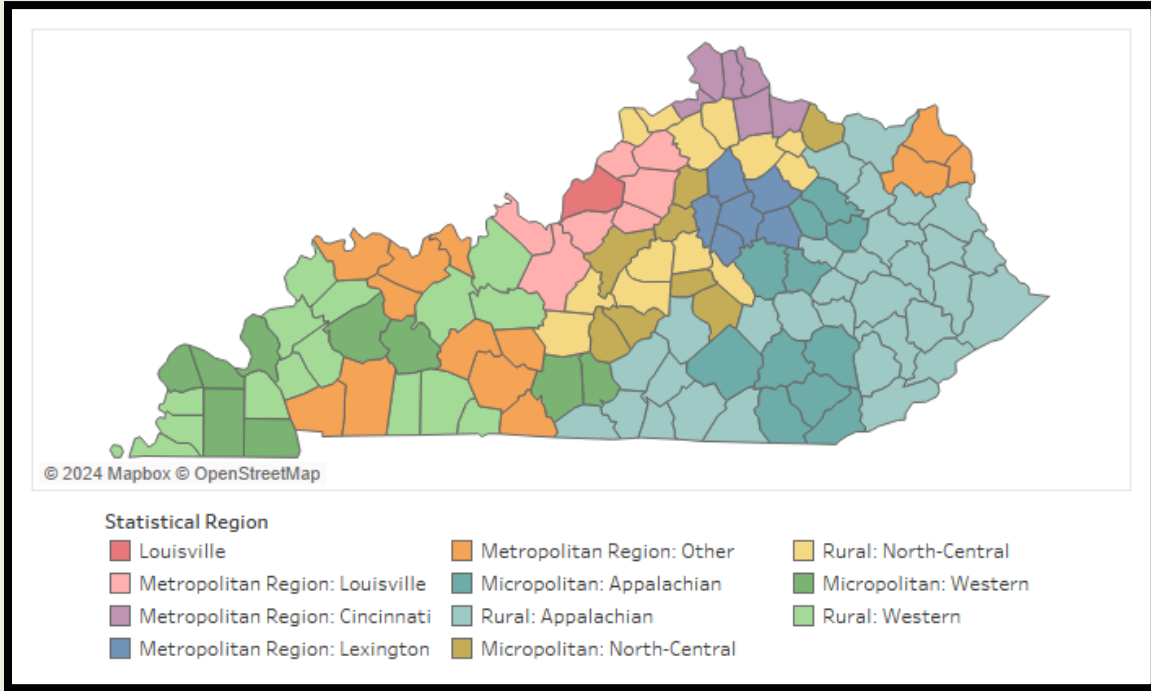 © 2024 Mapbox © OpenStreetMap
Statistical Region
Louisville
Metropolitan Region: Louisville
Metropolitan Region: Cincinnati
Metropolitan Region: Lexington
Metropolitan Region: Other
Micropolitan: Appalachian
Rural: Appalachian
Micropolitan: North-Central
Rural: North-Central
Micropolitan: Western
Rural: Western